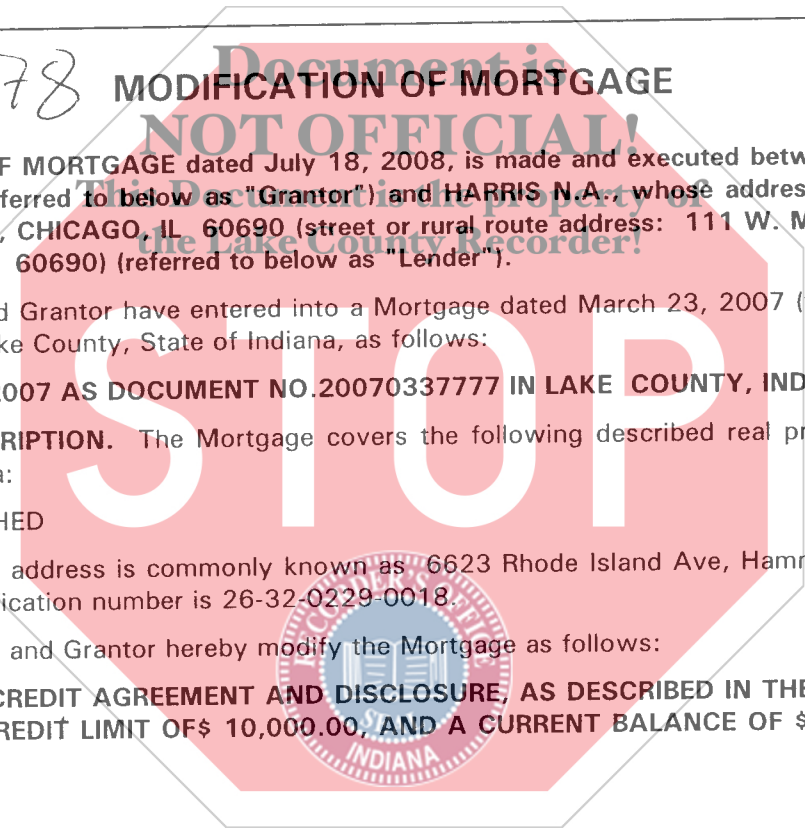 78
MODIFICATION OF MORTGAGE
Document is
NOT OFFICIAL!
This Document is the property of
the Lake County Recorder!
F MORTGAGE dated July 18, 2008, is made and executed betw
ferred to below as "Grantor") and HARRIS N.A., whose addres
, CHICAGO, IL 60690 (street or rural route address: 111 W. M
60690) (referred to below as "Lender").
d Grantor have entered into a Mortgage dated March 23, 2007 (
ke County, State of Indiana, as follows:
2007 AS DOCUMENT NO.20070337777 IN LAKE COUNTY, IND
RIPTION. The Mortgage covers the following described real pr
a:
HED
address is commonly known as 6623 Rhode Island Ave, Hamm
ication number is 26-32-0229-0018.
and Grantor hereby modify the Mortgage as follows:
CREDIT AGREEMENT AND DISCLOSURE, AS DESCRIBED IN THE
REDIT LIMIT OF$ 10,000.00, AND A CURRENT BALANCE OF $
STOP
RECORDER'S OFFICE
SEAL
INDIANA